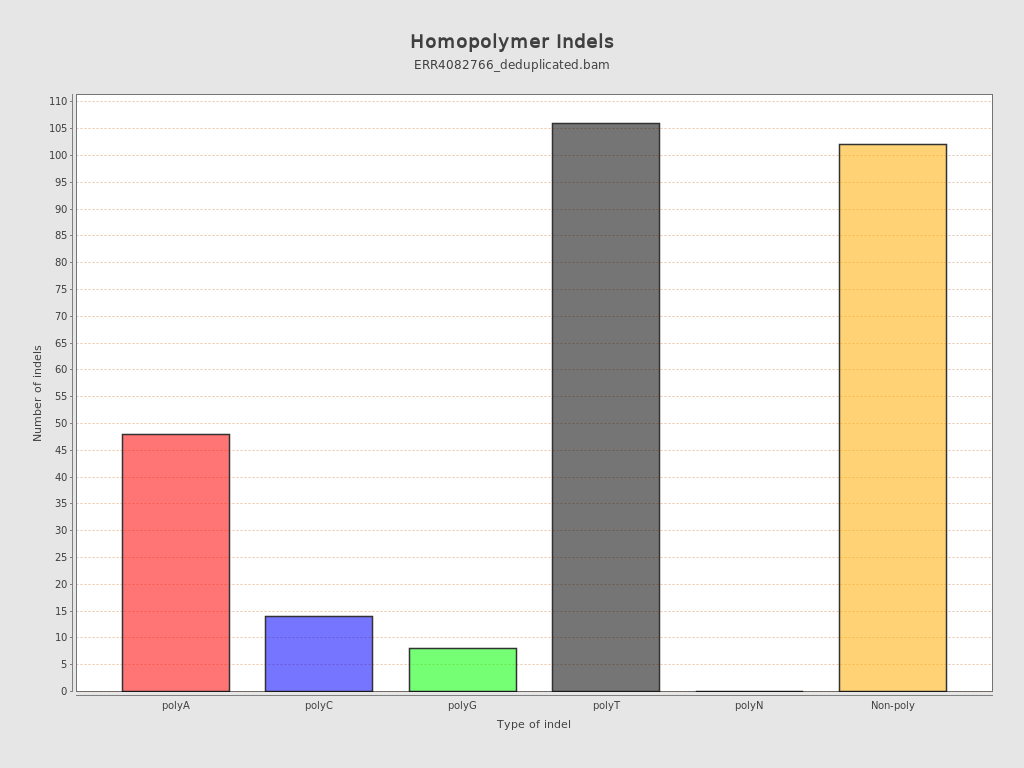 Homopolymer Indels
ERR4082766_deduplicated.bam
110
105
100
95
90
85
80
75
70
65
60
55
50
45
40
35
30
25
20
15
10
5
0
Number of indels
polyA
polyC
polyG
polyT
polyN
Non-poly
Type of indel